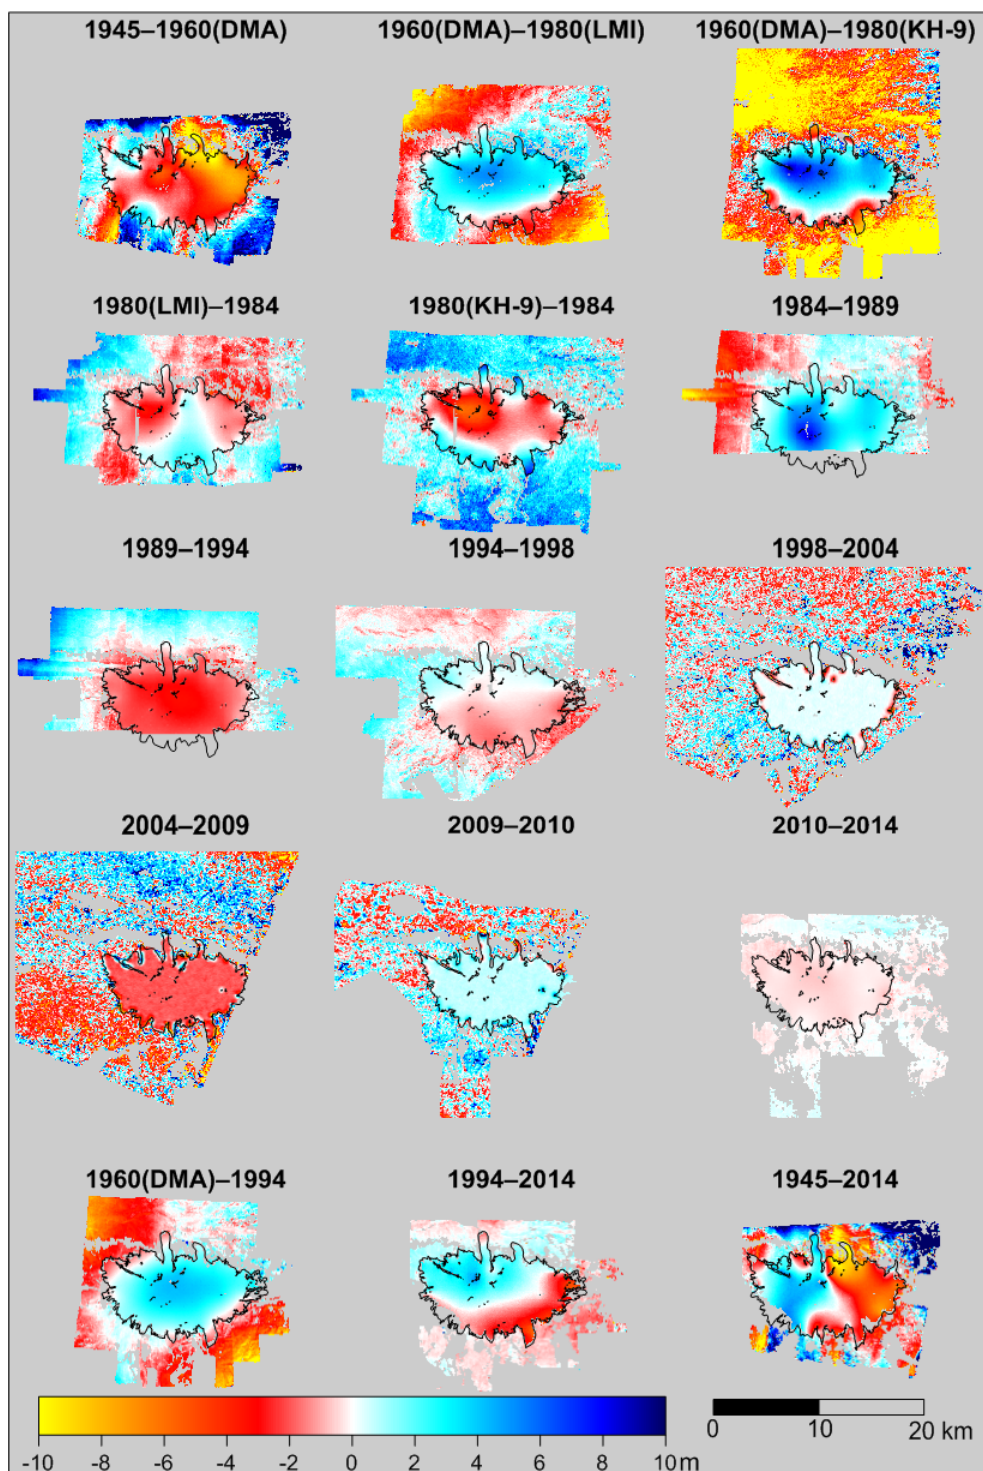 1945–1960(DMA) 1960(DMA)–1980(LMI) 1960(DMA)–1980(KH-9)
1980(LMI)–1984 1980(KH-9)–1984 1984–1989
1989–1994 1994–1998 1998–2004
2004–2009 2009–2010 2010–2014
1960(DMA)–1994 1994–2014 1945–2014
-10 -8 -6 -4 -2 0 2 4 6 8 10 m
0 10 20 km